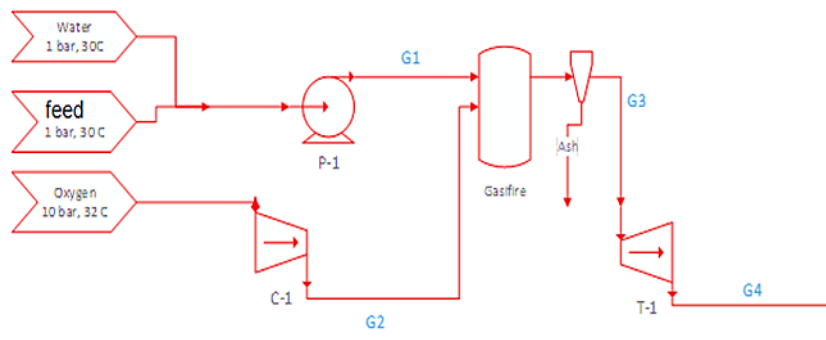 Water
1 bar, 30C
feed
1 bar, 30 C
Oxygen
10 bar, 32 C
P-1
C-1
G1
G2
Gasifire
Ash
G3
T-1
G4